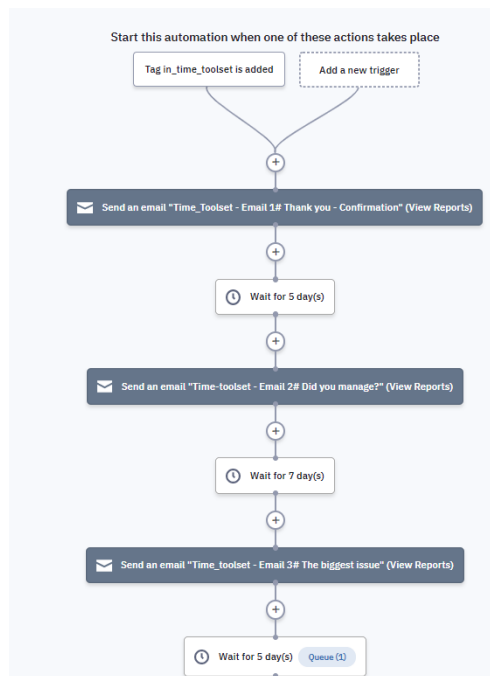 Start this automation when one of these actions takes place
Tag in_time_toolset is added
Add a new trigger
Send an email "Time_Toolset - Email 1# Thank you - Confirmation" (View Reports)
Wait for 5 day(s)
Send an email "Time-toolset - Email 2# Did you manage?" (View Reports)
Wait for 7 day(s)
Send an email "Time_toolset - Email 3# The biggest issue" (View Reports)
Wait for 5 day(s) Queue (1)